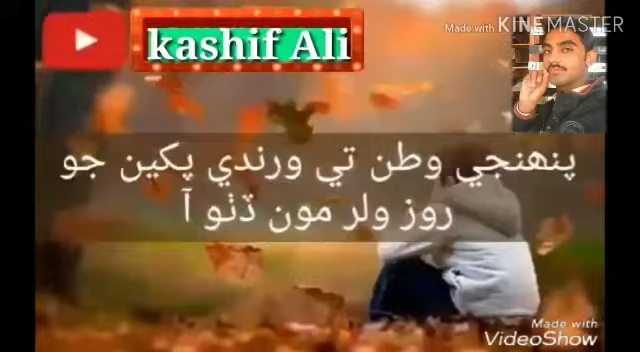 kashif Ali
Made with KINEMASTER
پنهنجي وطن تي ورندي پکين جو
روز ولر مون ڏٺو آ
Made with
VideoShow